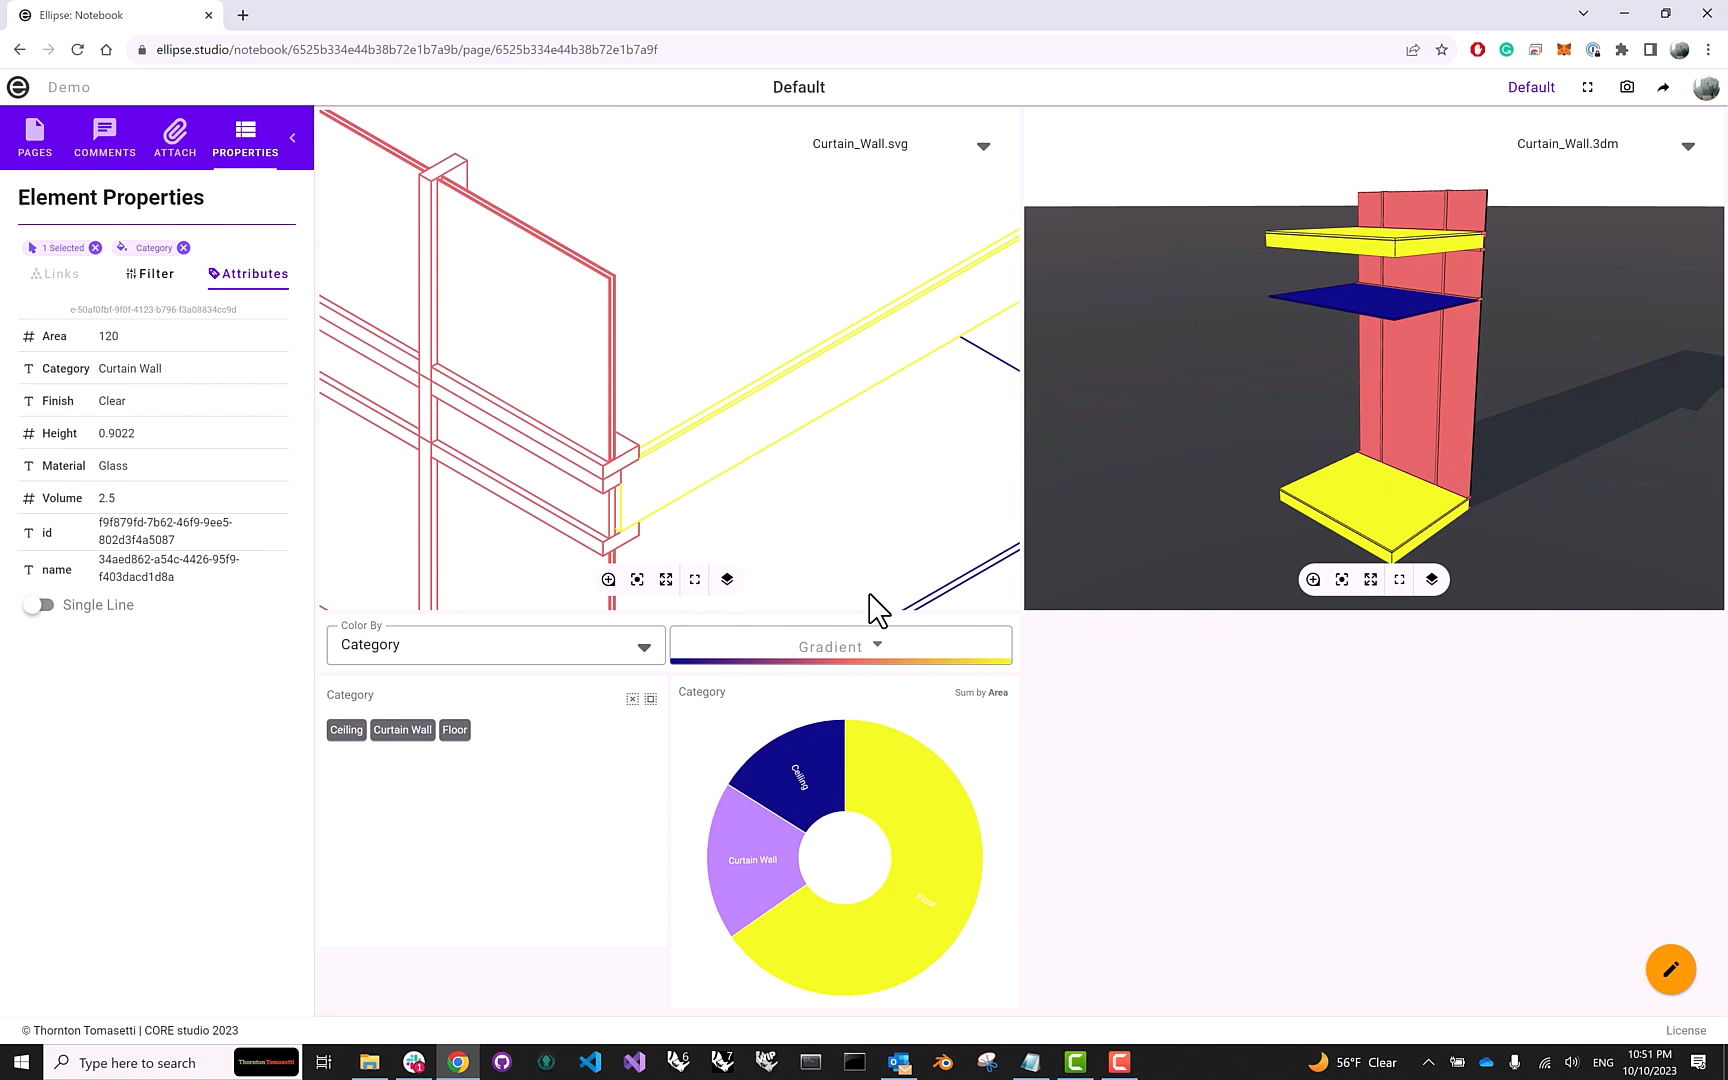 Ellipse: Notebook
ellipse.studio/notebook/6525b334e44b38b72e1b7a9b/page/6525b334e44b38b72e1b7a9f
Demo
Default
Default
PAGES
COMMENTS
ATTACH
PROPERTIES
Element Properties
1 Selected
Category
Links
Filter
Attributes
e-50af0fbf-9f0f-4123-b796-f3a08834cc9d
# Area 120
T Category Curtain Wall
T Finish Clear
# Height 0.9022
T Material Glass
# Volume 2.5
T id f9f879fd-7b62-46f9-9ee5-
802d3f4a5087
T name 34aed862-a54c-4426-95f9-
f403dacd1d8a
Single Line
Curtain_Wall.svg
Curtain_Wall.3dm
Color By
Category
Gradient
Category
Ceiling
Curtain Wall
Floor
Category
Sum by Area
Ceiling
Curtain Wall
Floor
© Thornton Tomasetti | CORE studio 2023
License
Type here to search
Thornton Tomasetti
6
7
56°F Clear
ENG
10:51 PM
10/10/2023